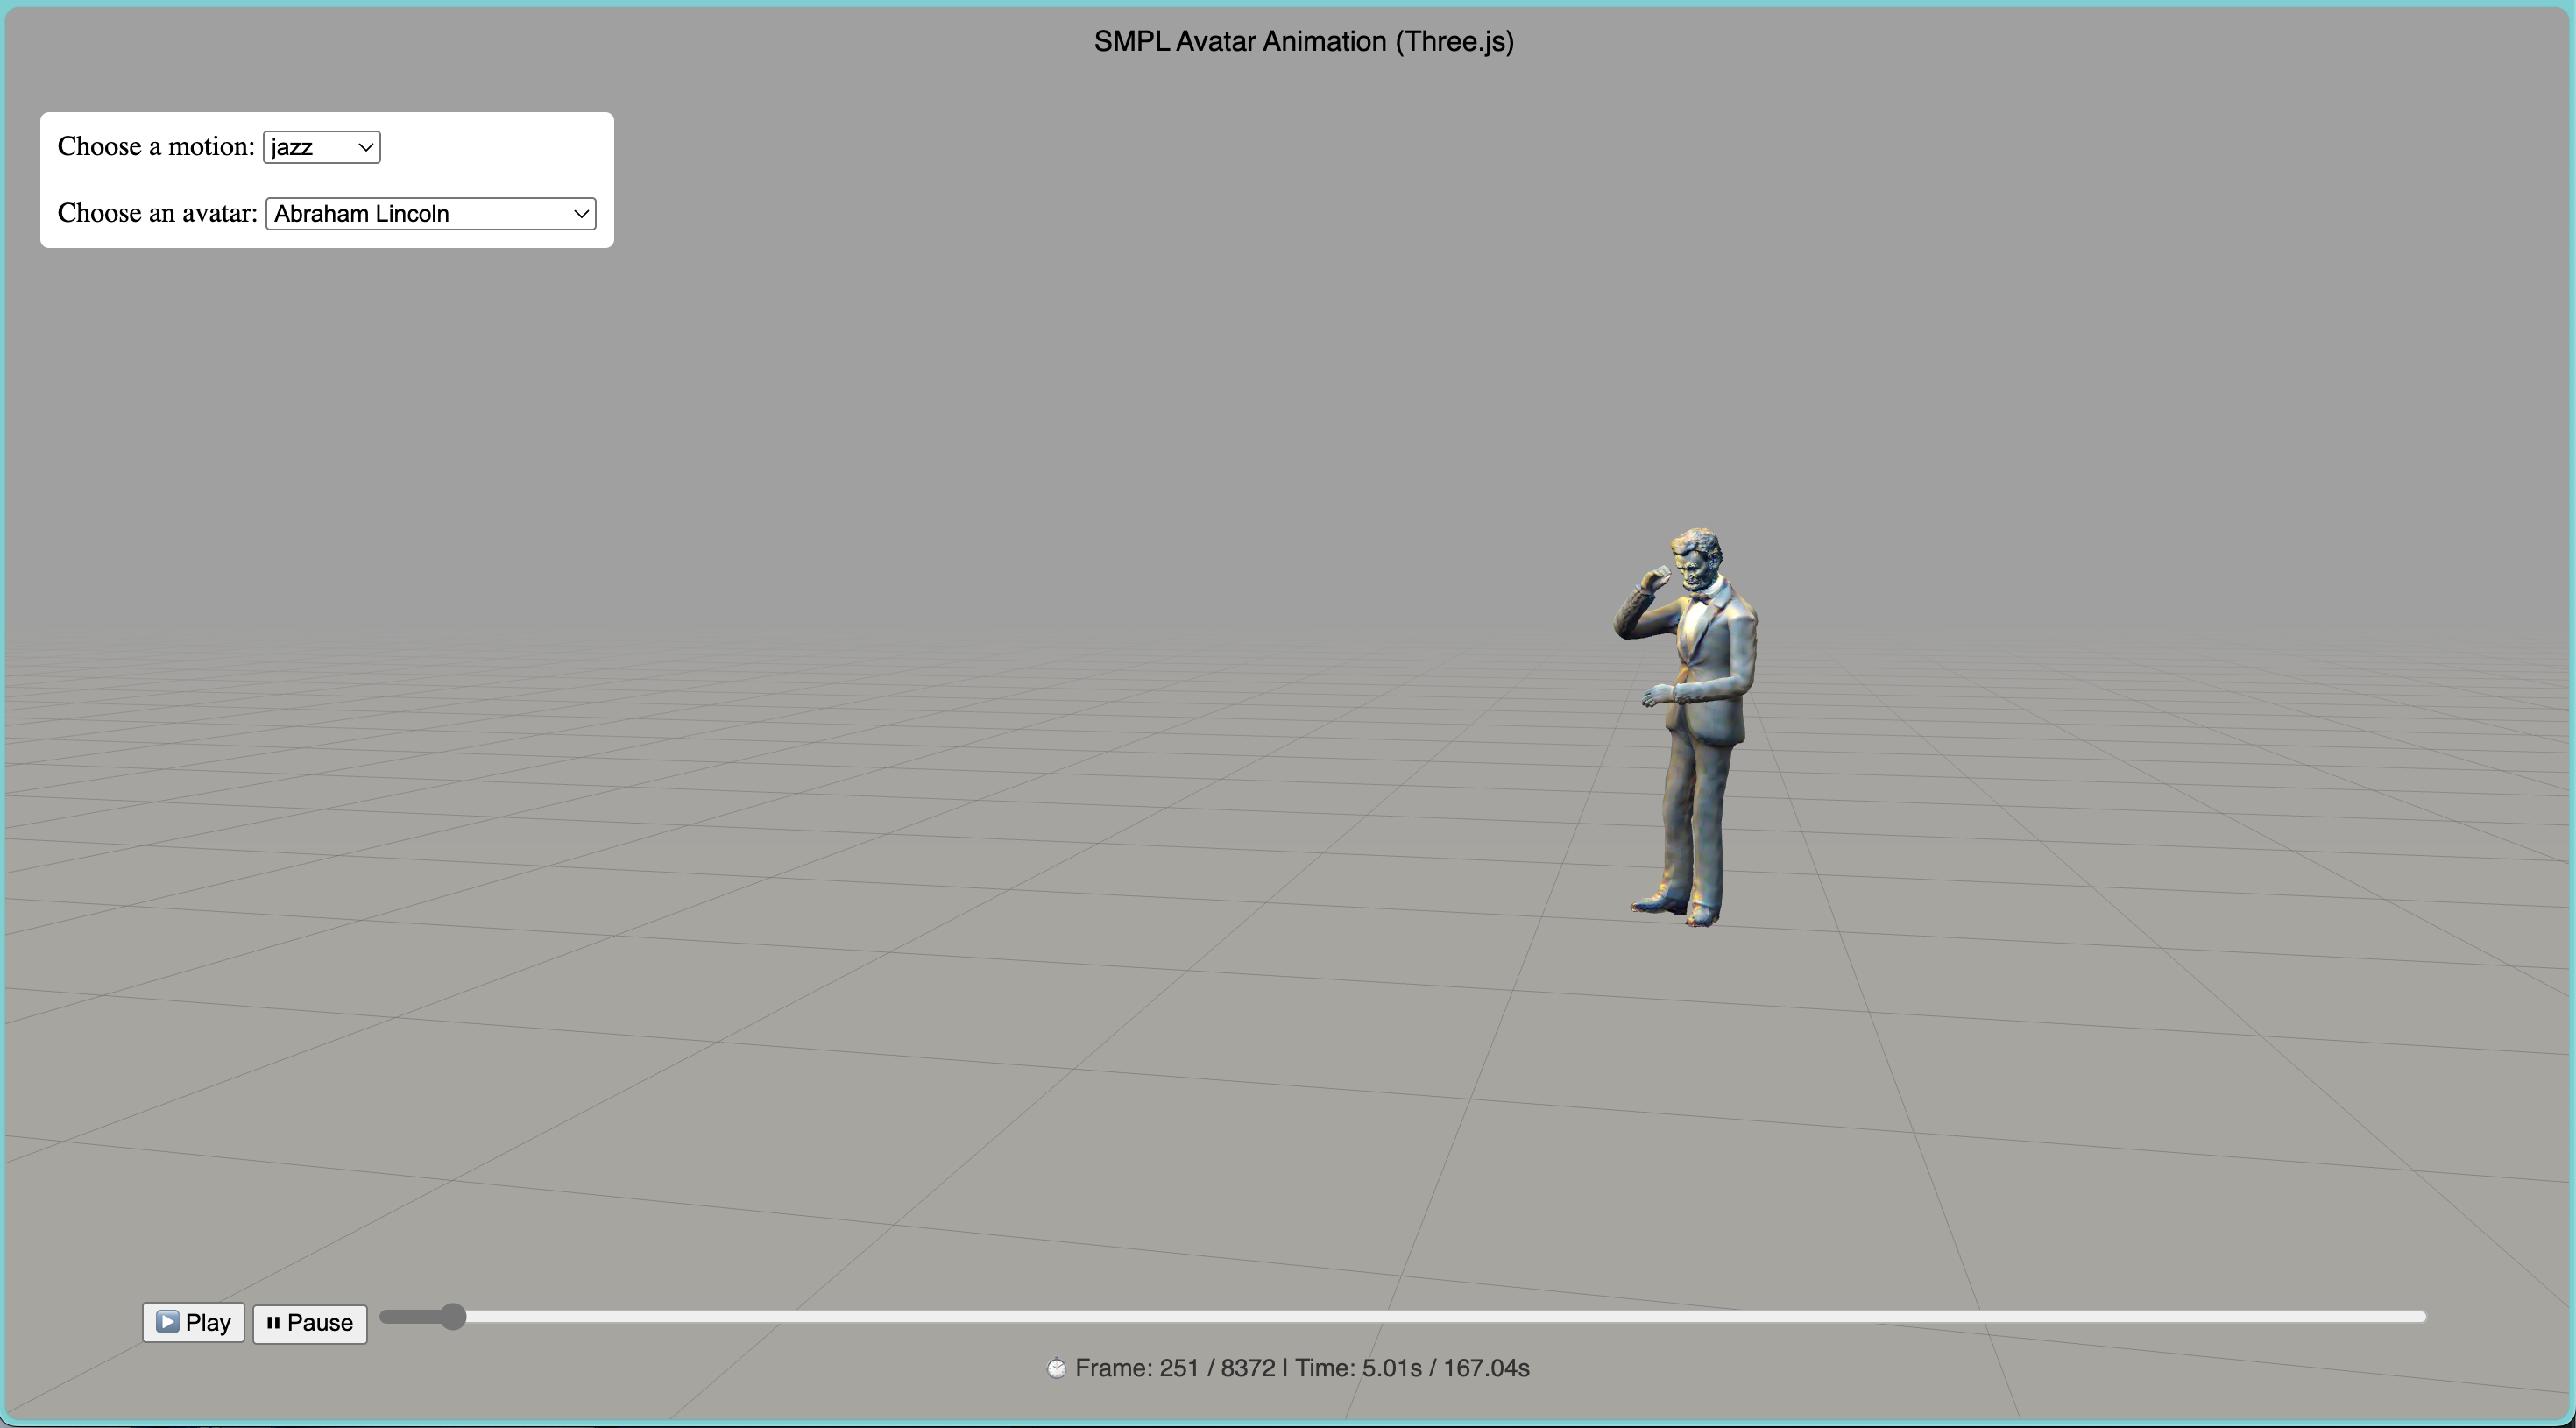 SMPL Avatar Animation (Three.js)
Choose a motion: jazz
Choose an avatar: Abraham Lincoln
Play Pause
Frame: 251 / 8372 | Time: 5.01s / 167.04s